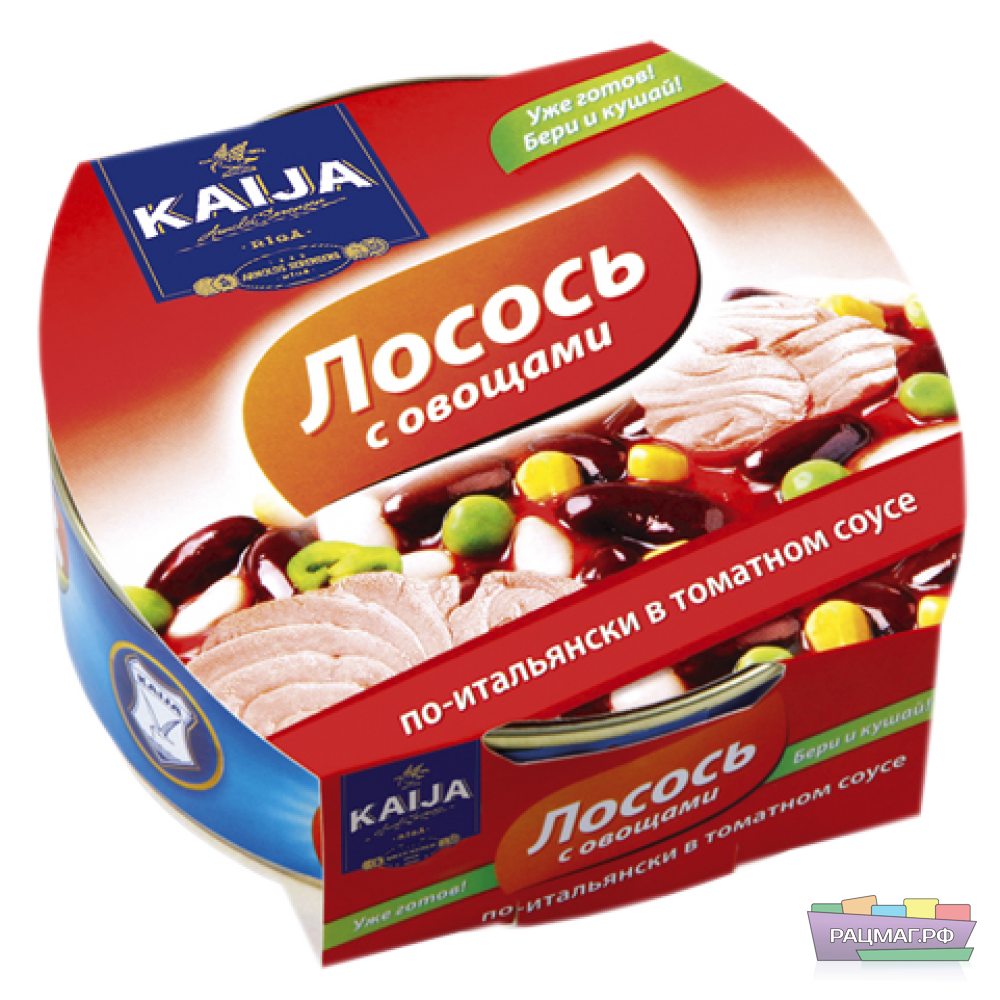 Уже готов!
Бери и кушай!
KAIJA
RIGA
Лосось
с овощами
по-итальянски в томатном соусе
KAIJA
KAIJA
Лосось
с овощами
Бери и кушай!
Уже готов!
по-итальянски в томатном соусе
РАЦМАГ.РФ